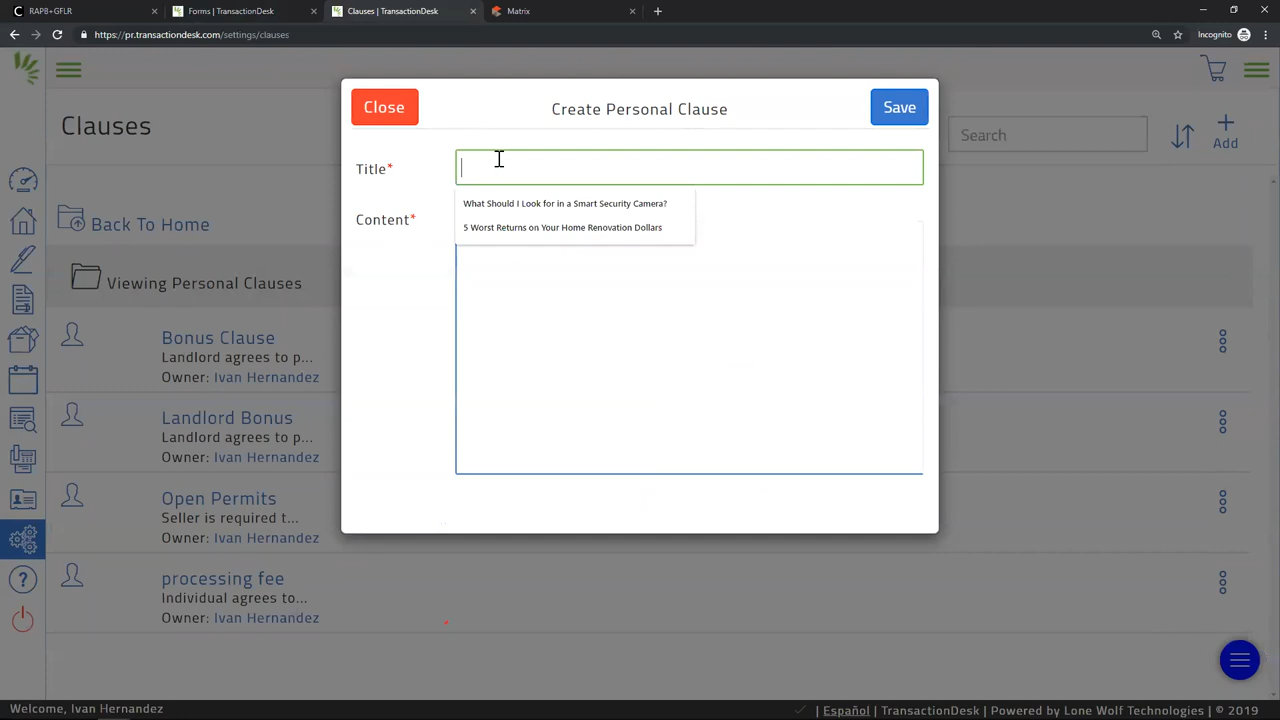 RAPB+GFLR
Forms | TransactionDesk
Clauses | TransactionDesk
Matrix
https://pr.transactiondesk.com/settings/clauses
Incognito
Clauses
Search
Add
Back To Home
Viewing Personal Clauses
Bonus Clause
Landlord agrees to p...
Owner: Ivan Hernandez
Landlord Bonus
Landlord agrees to p...
Owner: Ivan Hernandez
Open Permits
Seller is required t...
Owner: Ivan Hernandez
processing fee
Individual agrees to...
Owner: Ivan Hernandez
Close
Create Personal Clause
Save
Title*
What Should I Look for in a Smart Security Camera?
5 Worst Returns on Your Home Renovation Dollars
Content*
Welcome, Ivan Hernandez
| Español | TransactionDesk | Powered by Lone Wolf Technologies | © 2019